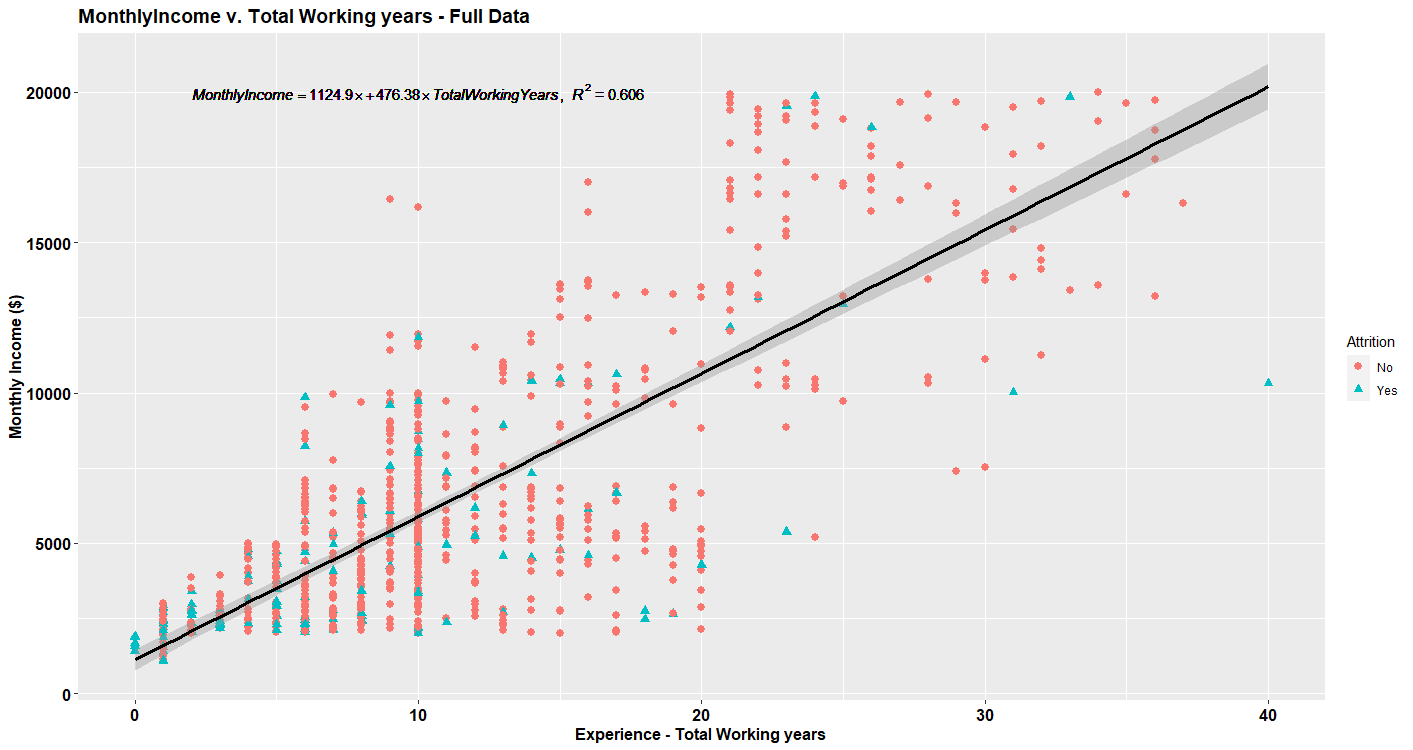 MonthlyIncome v. Total Working years - Full Data
MonthlyIncome = 1124.9 × + 476.38 × TotalWorkingYears, R² = 0.606
20000
15000
10000
5000
0
Monthly Income ($)
0 10 20 30 40
Experience - Total Working years
Attrition
No
Yes